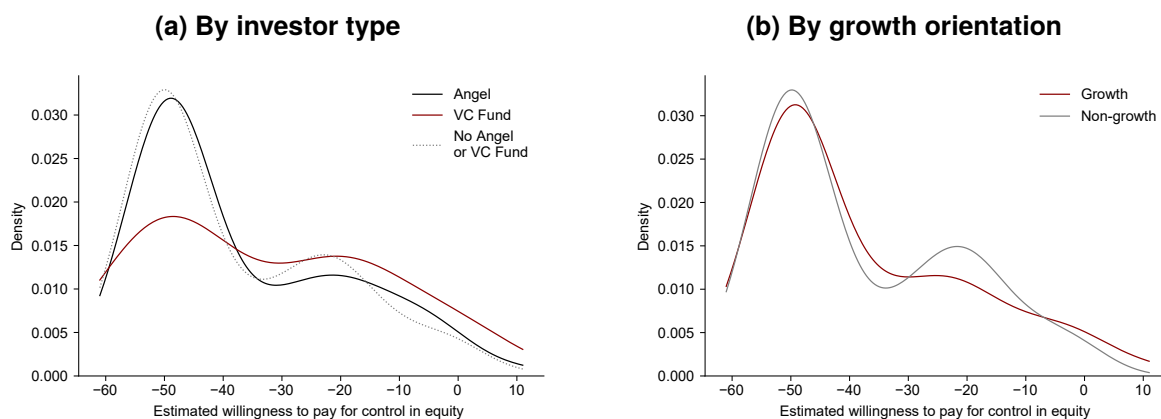 (a) By investor type
Angel
VC Fund
No Angel
or VC Fund
0.030
0.025
0.020
0.015
0.010
0.005
0.000
Density
−60 −50 −40 −30 −20 −10 0 10
Estimated willingness to pay for control in equity
(b) By growth orientation
Growth
Non-growth
0.030
0.025
0.020
0.015
0.010
0.005
0.000
Density
−60 −50 −40 −30 −20 −10 0 10
Estimated willingness to pay for control in equity